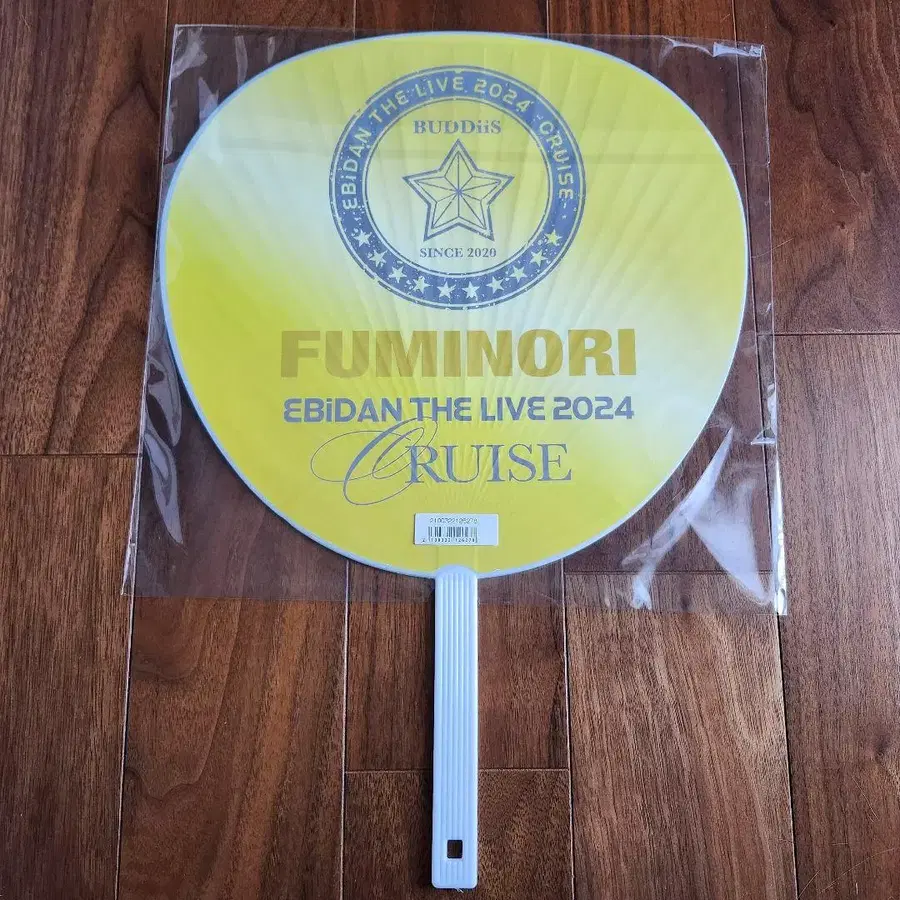 EBiDAN THE LIVE 2024 -CRUISE-
BUDDiiS
SINCE 2020
FUMINORI
EBiDAN THE LIVE 2024
CRUISE